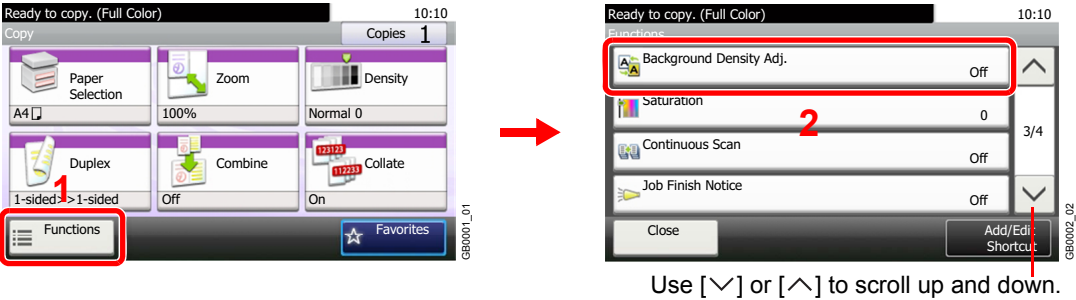 Ready to copy. (Full Color)
10:10
Copy
Copies 1
Paper
Selection
A4
Zoom
100%
Density
Normal 0
Duplex
1-sided>>1-sided
Combine
Off
123123
112233
Collate
On
1
Functions
Favorites
GB0001_01
Ready to copy. (Full Color)
10:10
Functions
Background Density Adj.
Off
Saturation
0
2
Continuous Scan
Off
3/4
Job Finish Notice
Off
Close
Add/Edit
Shortcut
GB0002_02
Use [∨] or [∧] to scroll up and down.